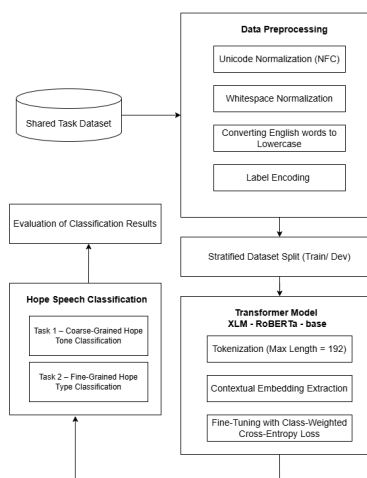 Data Preprocessing
Unicode Normalization (NFC)
Whitespace Normalization
Converting English words to
Lowercase
Label Encoding
Shared Task Dataset
Stratified Dataset Split (Train/ Dev)
Transformer Model
XLM - RoBERTa - base
Tokenization (Max Length = 192)
Contextual Embedding Extraction
Fine-Tuning with Class-Weighted
Cross-Entropy Loss
Hope Speech Classification
Task 1 – Coarse-Grained Hope
Tone Classification
Task 2 – Fine-Grained Hope
Type Classification
Evaluation of Classification Results